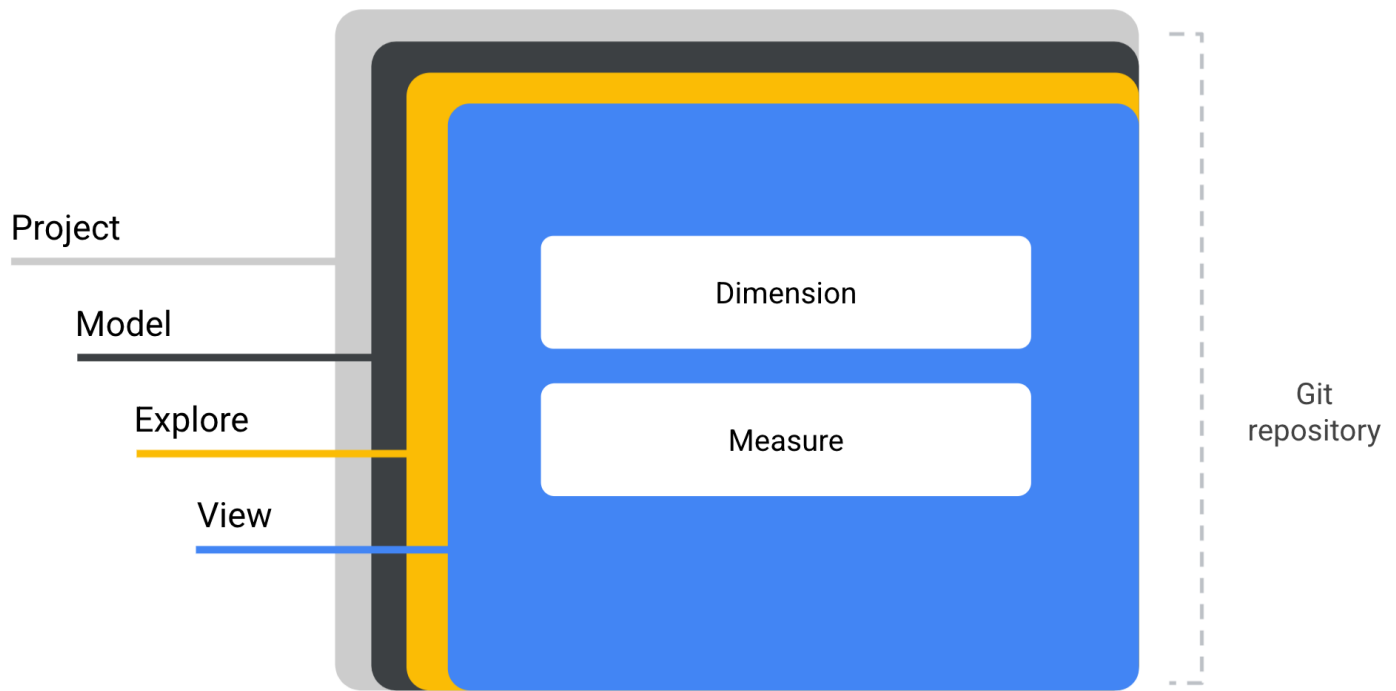 Project
Model
Explore
View
Dimension
Measure
Git
repository